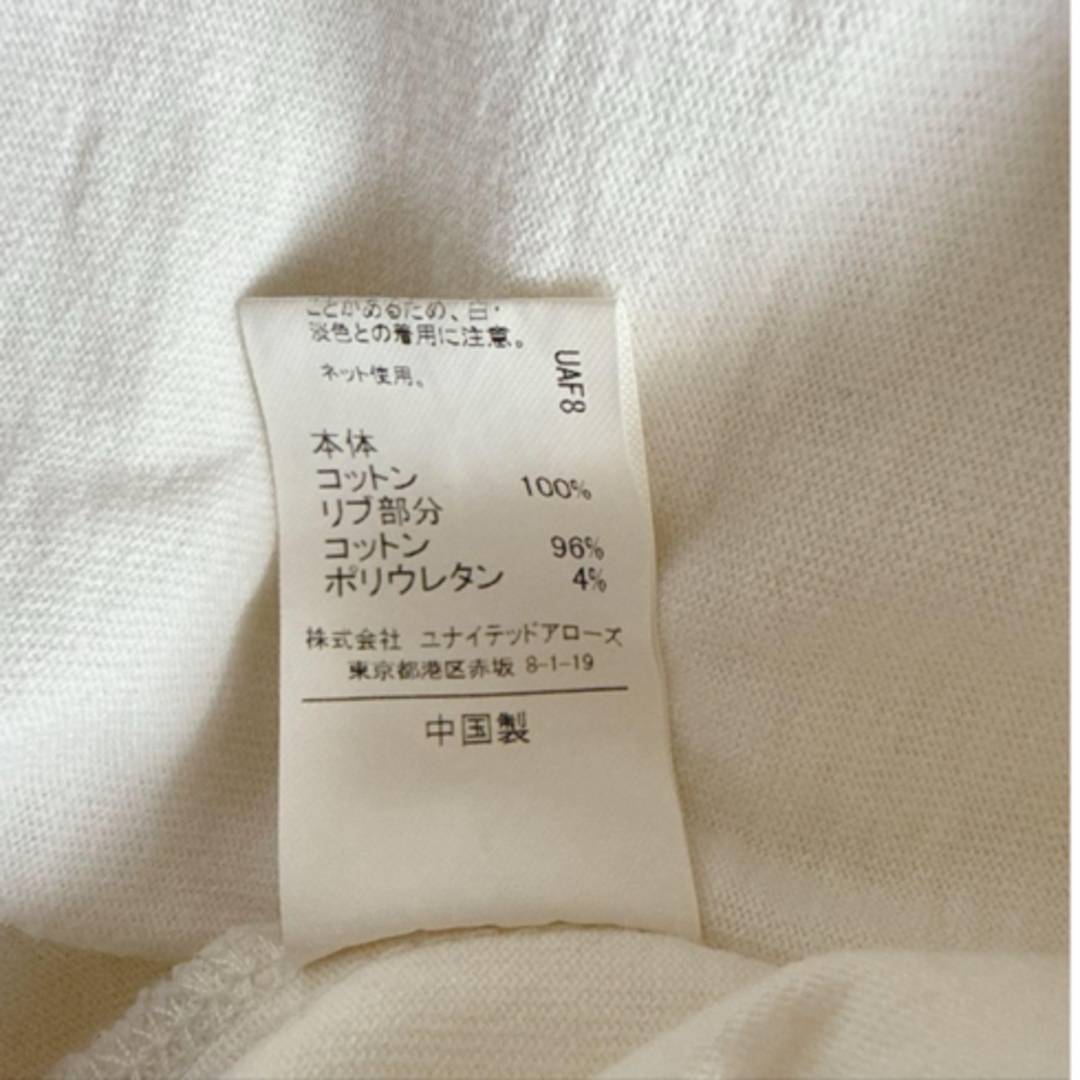 ことがあるため、白・
淡色との着用に注意。
ネット使用。
UAF8
本体
コットン 100%
リブ部分
コットン 96%
ポリウレタン 4%
株式会社 ユナイテッドアローズ
東京都港区赤坂 8-1-19
中国製